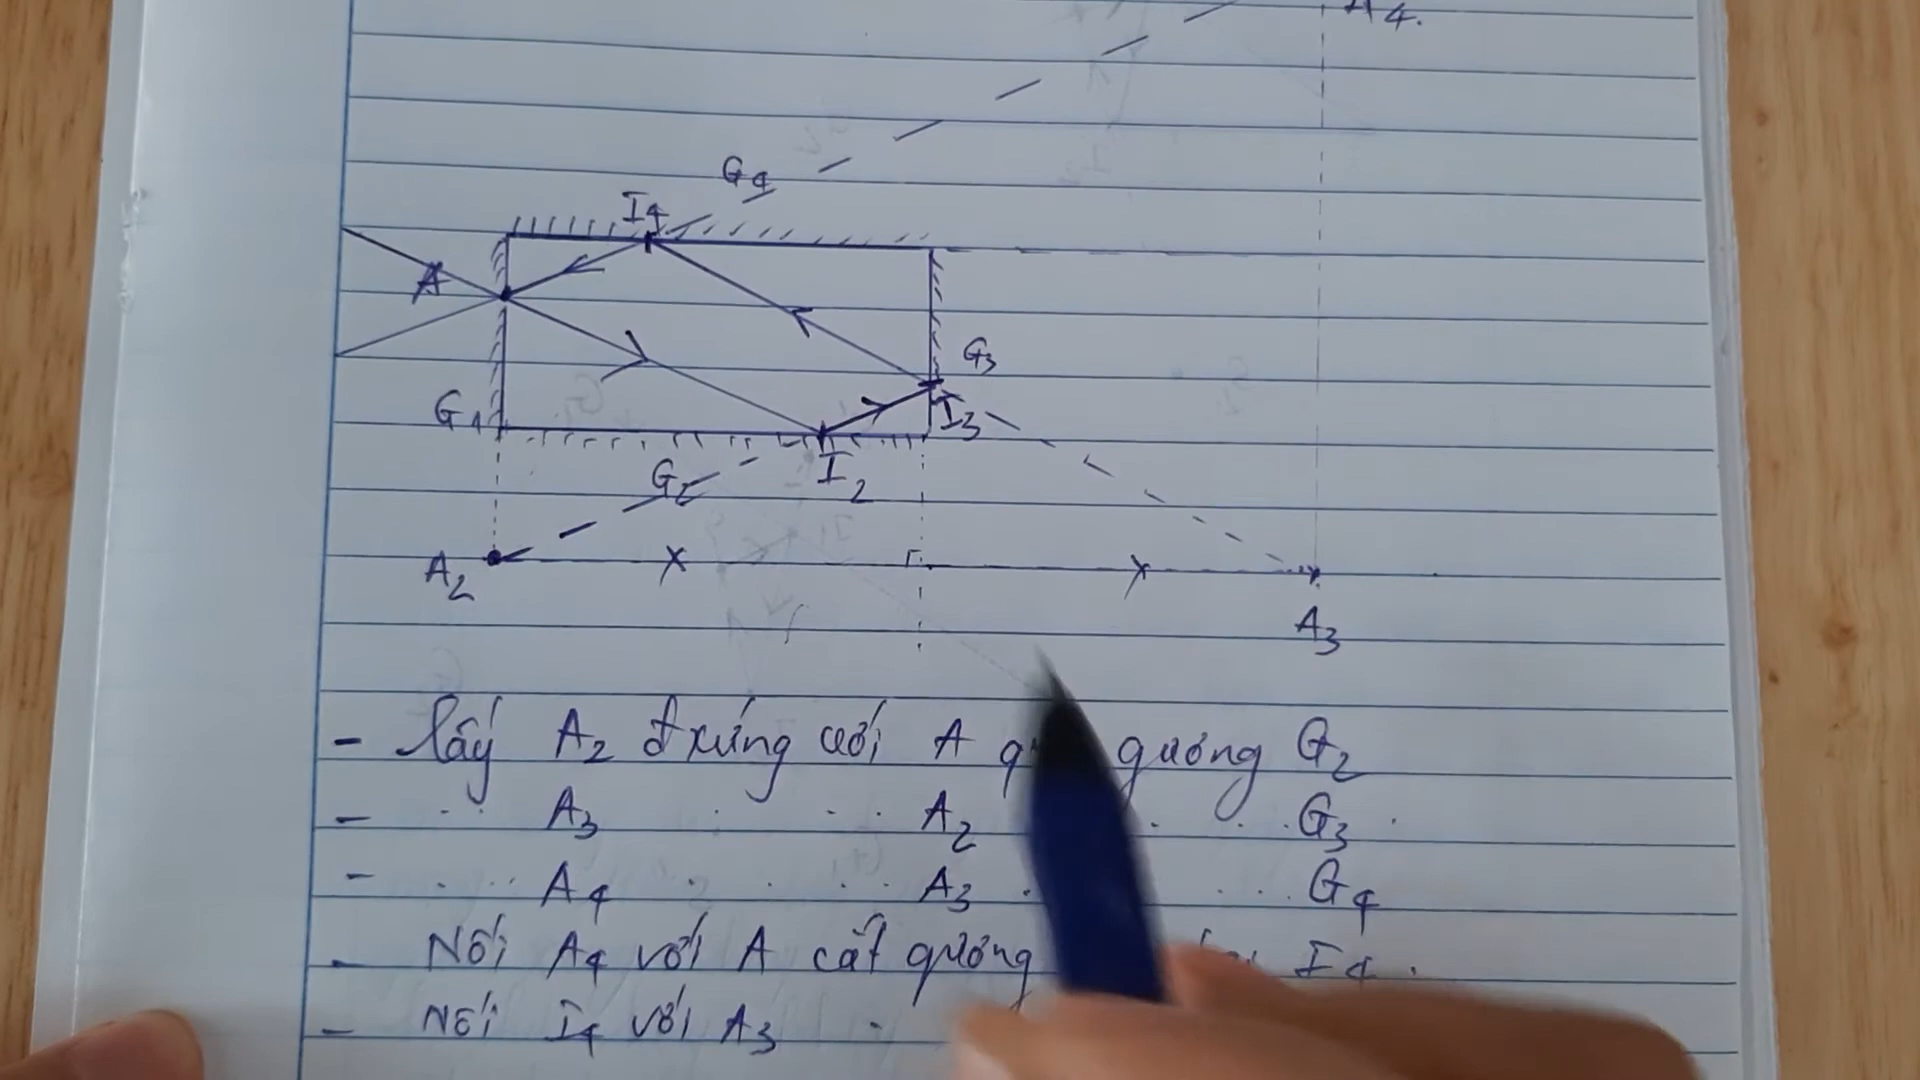 A4.
G4
I4
A
G3
G1
I3
G2
I2
A2
A3
- lấy A2 đxứng với A gương G2
- .. A3 . . .. A2 . . .G3 .
- . .. A4 . . . .. A3 . . .. G4
- Nối A4 với A cắt gương I4 .
- Nối I4 với A3 .